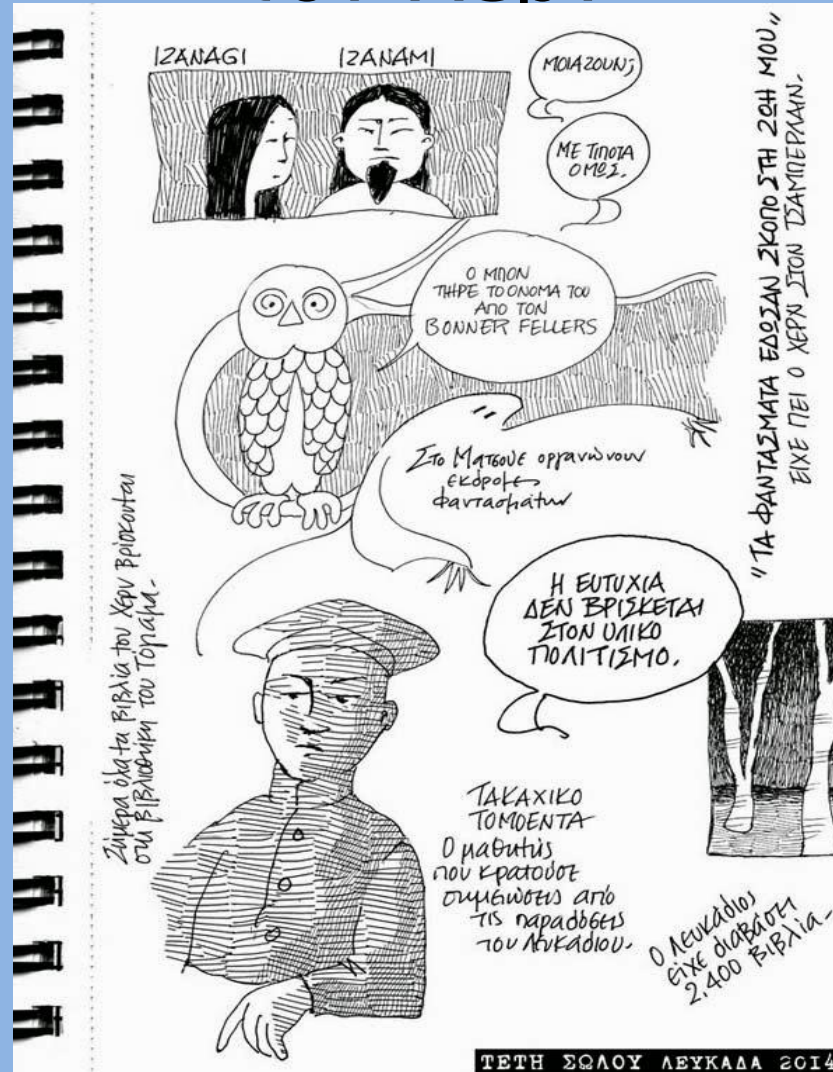 IZANAGI
IZANAMI
ΜΟΙΑΖΟΥΝ;
ΜΕ ΤΙΠΟΤΑ
ΟΜΩΣ.
Ο ΜΠΟΝ
ΠΗΡΕ ΤΟ ΟΝΟΜΑ ΤΟΥ
ΑΠΟ ΤΟΝ
BONNER FELLERS
"ΤΑ ΦΑΝΤΑΣΜΑΤΑ ΕΔΩΣΑΝ ΣΚΟΠΟ ΣΤΗ ΖΩΗ ΜΟΥ"
ΕΙΧΕ ΠΕΙ Ο ΧΕΡΝ ΣΤΟΝ ΤΣΑΜΠΕΡΛΑΙΝ.
Στο Ματσούε οργανώνουν
εκδρομές
φαντασμάτων
Η ΕΥΤΥΧΙΑ
ΔΕΝ ΒΡΙΣΚΕΤΑΙ
ΣΤΟΝ ΥΛΙΚΟ
ΠΟΛΙΤΙΣΜΟ.
Σήμερα όλα τα βιβλία του Χερν βρίσκονται
στη βιβλιοθήκη του Τόγιαμα.
ΤΑΚΑΧΙΚΟ
ΤΟΜΟΕΝΤΑ
Ο μαθητής
που κρατούσε
σημειώσεις από
τις παραδόσεις
του Λευκάδιου.
Ο Λευκάδιος
είχε διαβάσει
2.400 βιβλία.
ΤΕΤΗ ΣΩΛΟΥ ΛΕΥΚΑΔΑ 2014